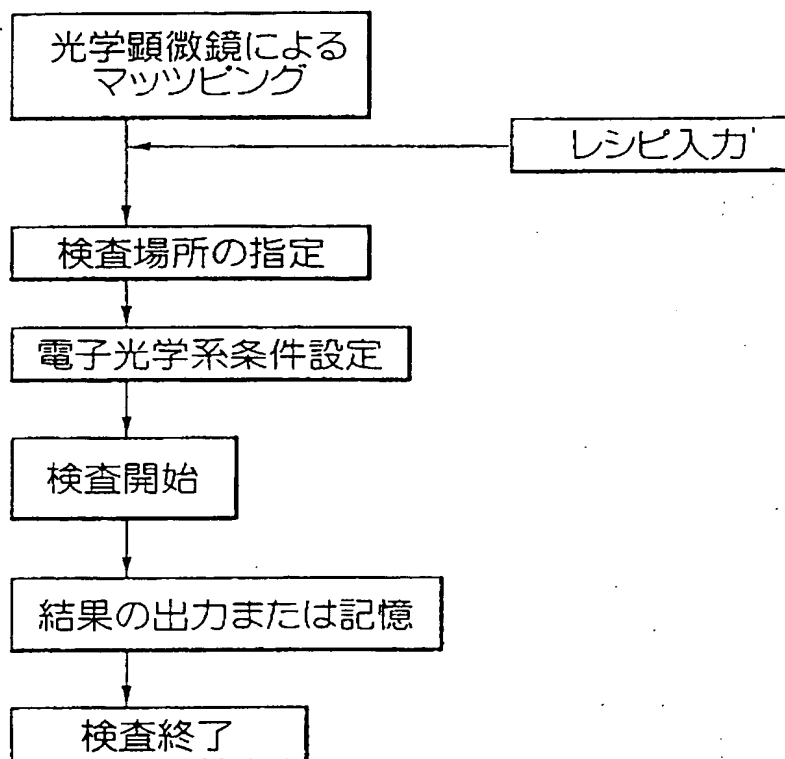 光学顕微鏡による
マッツピング
レシピ入力
検査場所の指定
電子光学系条件設定
検査開始
結果の出力または記憶
検査終了